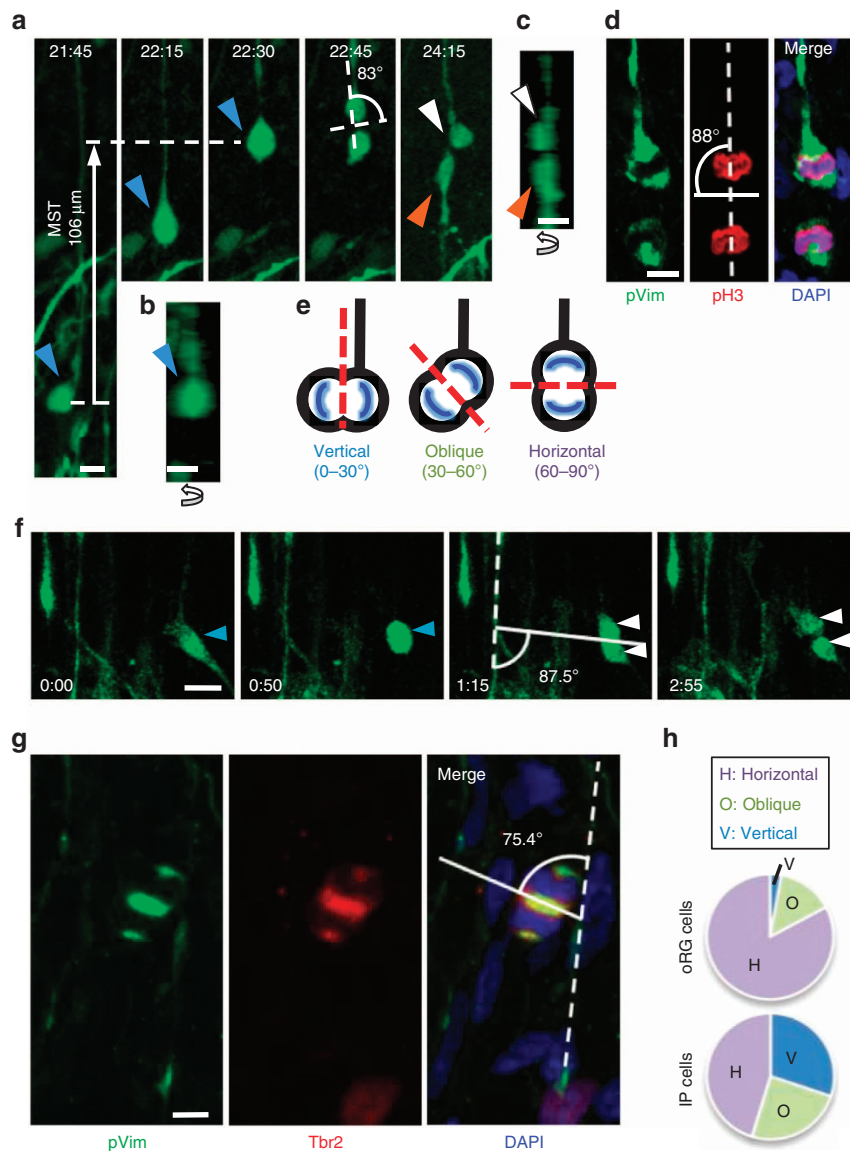 a
21:45
22:15
22:30
22:45
24:15
83°
MST
106 µm
b
c
d
Merge
88°
pVim
pH3
DAPI
e
Vertical
(0–30°)
Oblique
(30–60°)
Horizontal
(60–90°)
f
0:00
0:50
1:15
87.5°
2:55
g
Merge
75.4°
pVim
Tbr2
DAPI
h
H: Horizontal
O: Oblique
V: Vertical
oRG cells
V
O
H
IP cells
H
V
O